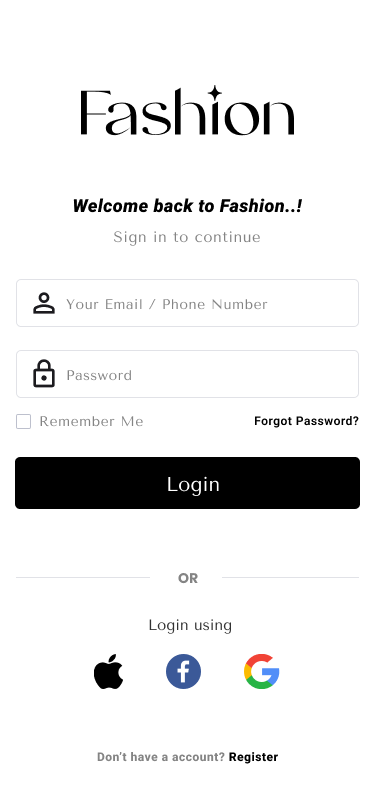 Fashion
Welcome back to Fashion..!
Sign in to continue
Your Email / Phone Number
Password
Remember Me
Forgot Password?
Login
OR
Login using
Don't have a account? Register